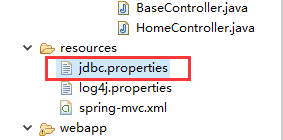 BaseController.java
HomeController.java
resources
jdbc.properties
log4j.properties
spring-mvc.xml
webapp